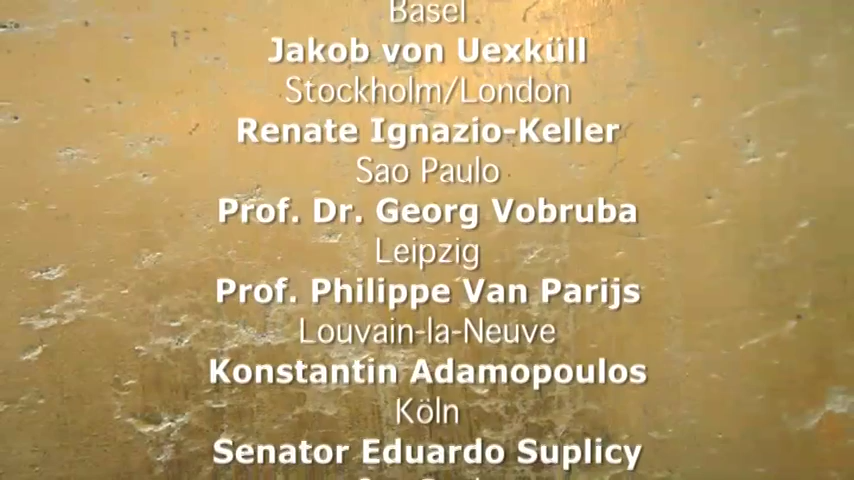 Basel
Jakob von Uexküll
Stockholm/London
Renate Ignazio-Keller
Sao Paulo
Prof. Dr. Georg Vobruba
Leipzig
Prof. Philippe Van Parijs
Louvain-la-Neuve
Konstantin Adamopoulos
Köln
Senator Eduardo Suplicy